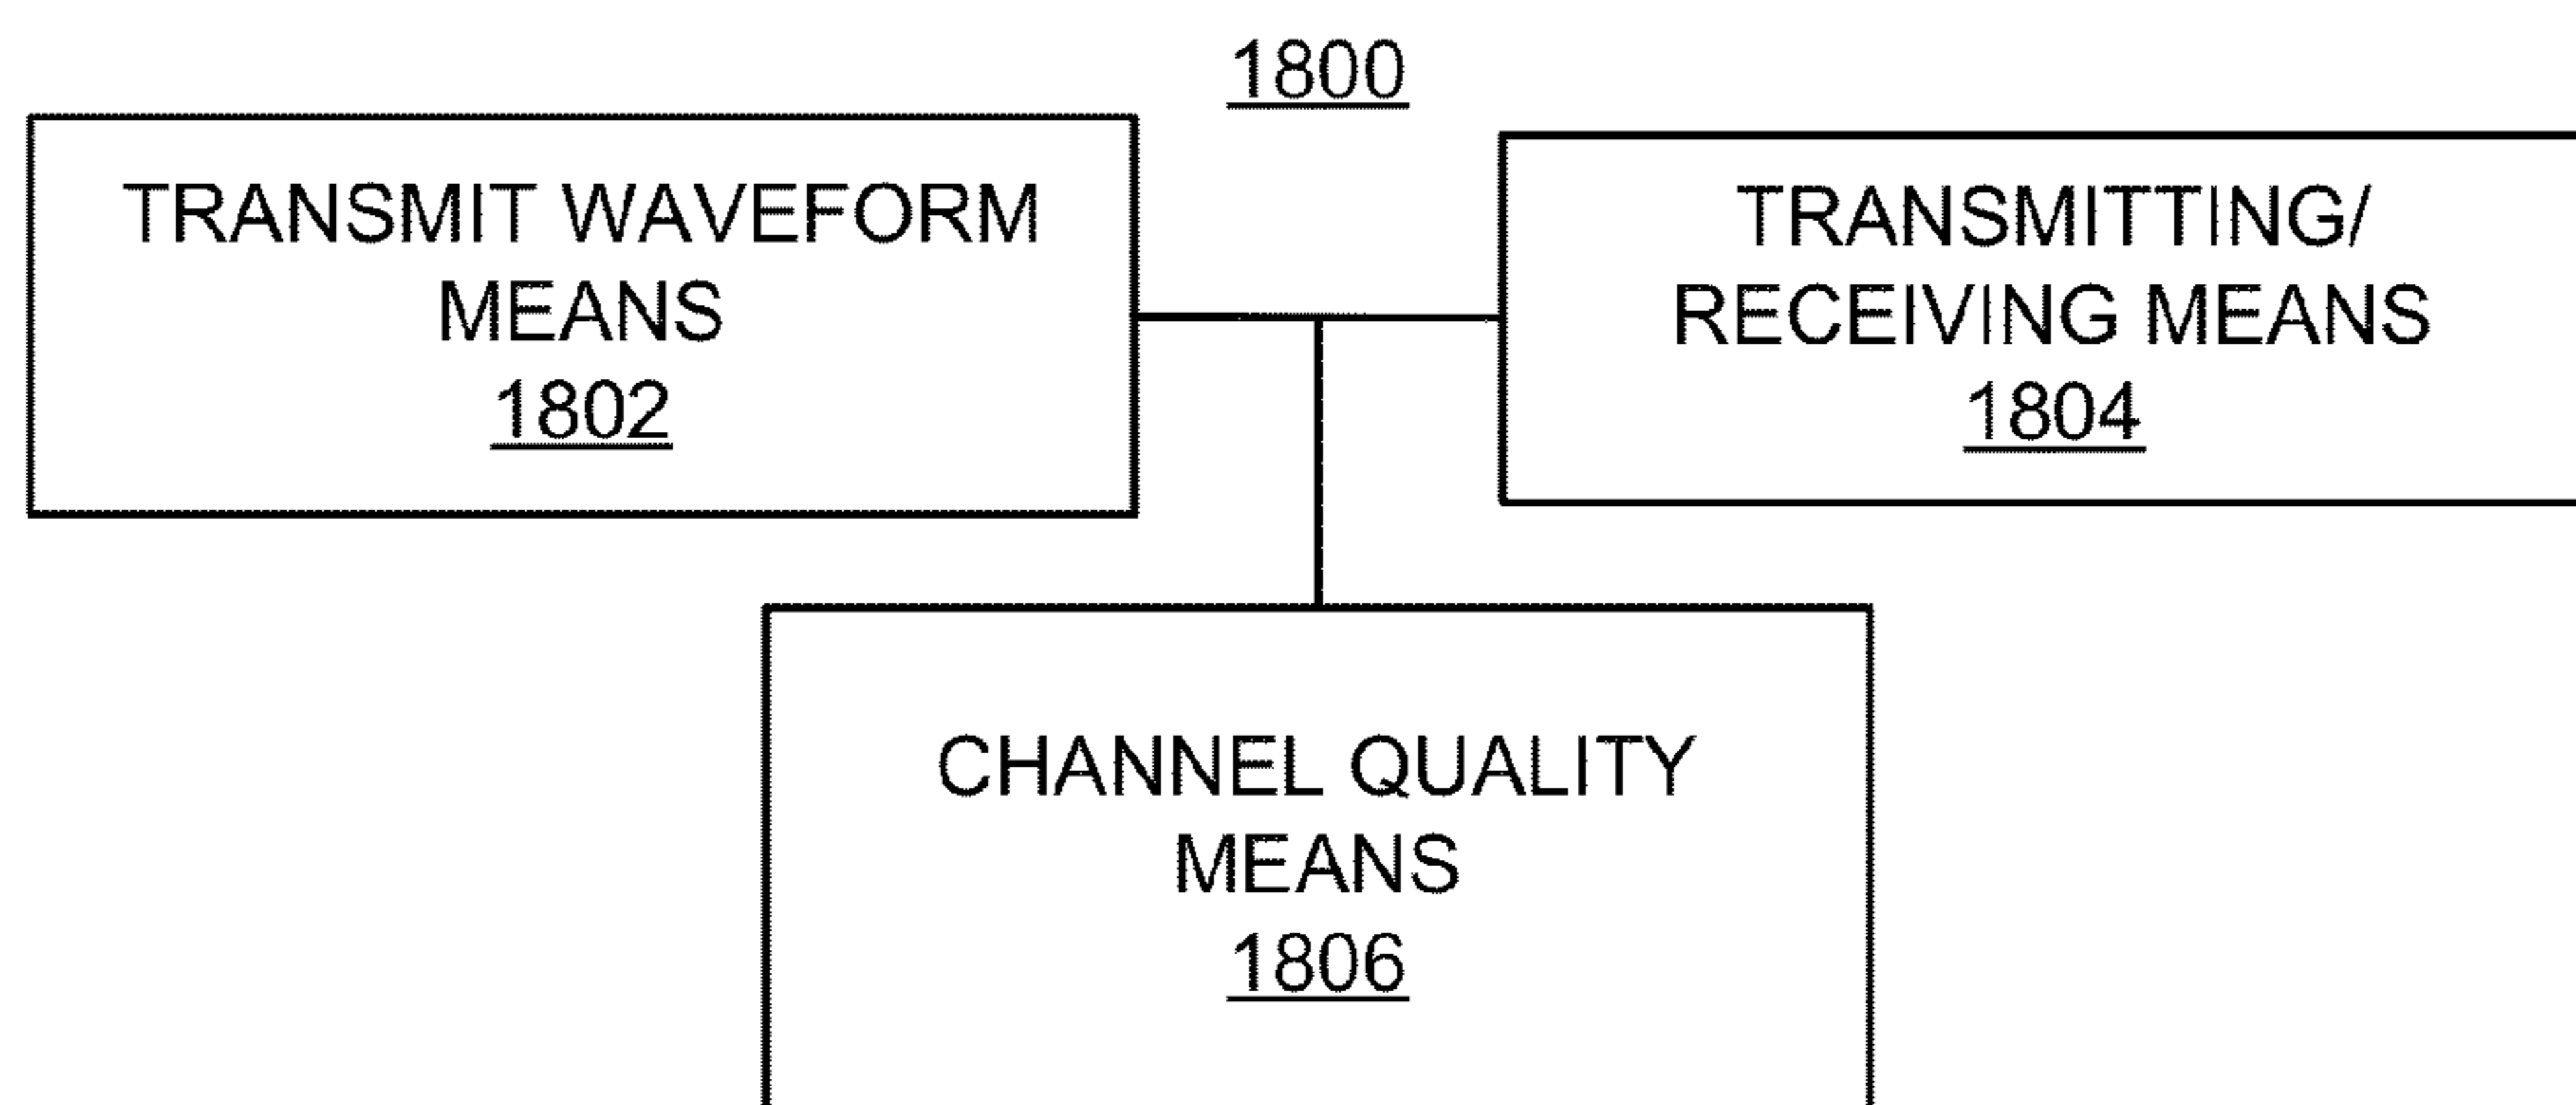 1800
TRANSMIT WAVEFORM
MEANS
1802
TRANSMITTING/
RECEIVING MEANS
1804
CHANNEL QUALITY
MEANS
1806